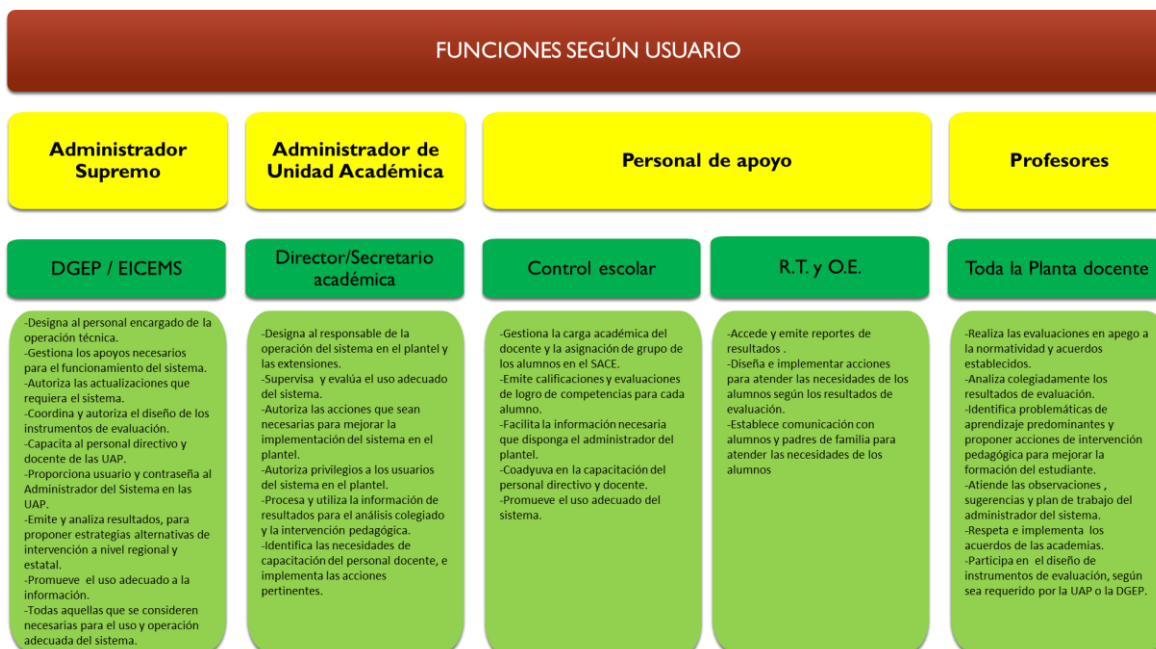 FUNCIONES SEGÚN USUARIO
Administrador
Supremo
Administrador de
Unidad Académica
Personal de apoyo
Profesores
DGEP / EICEMS
Director/Secretario
académica
Control escolar
R.T. y O.E.
Toda la Planta docente
-Designa al personal encargado de la
operación técnica.
-Gestiona los apoyos necesarios
para el funcionamiento del sistema.
-Autoriza las actualizaciones que
requiera el sistema.
-Coordina y autoriza el diseño de los
instrumentos de evaluación.
-Capacita al personal directivo y
docente de las UAP.
-Proporciona usuario y contraseña al
Administrador del Sistema en las
UAP.
-Emite y analiza resultados, para
proponer estrategias alternativas de
intervención a nivel regional y
estatal.
-Promueve el uso adecuado a la
información.
-Todas aquellas que se consideren
necesarias para el uso y operación
adecuada del sistema.
-Designa al responsable de la
operación del sistema en el plantel y
las extensiones.
-Supervisa y evalúa el uso adecuado
del sistema.
-Autoriza las acciones que sean
necesarias para mejorar la
implementación del sistema en el
plantel.
-Autoriza privilegios a los usuarios
del sistema en el plantel.
-Procesa y utiliza la información de
resultados para el análisis colegiado
y la intervención pedagógica.
-Identifica las necesidades de
capacitación del personal docente, e
implementa las acciones
pertinentes.
-Gestiona la carga académica del
docente y la asignación de grupo de
los alumnos en el SACE.
-Emite calificaciones y evaluaciones
de logro de competencias para cada
alumno.
-Facilita la información necesaria
que disponga el administrador del
plantel.
-Coadyuva en la capacitación del
personal directivo y docente.
-Promueve el uso adecuado del
sistema.
-Accede y emite reportes de
resultados .
-Diseña e implementar acciones
para atender las necesidades de los
alumnos según los resultados de
evaluación.
-Establece comunicación con
alumnos y padres de familia para
atender las necesidades de los
alumnos
-Realiza las evaluaciones en apego a
la normatividad y acuerdos
establecidos.
-Analiza colegiadamente los
resultados de evaluación.
-Identifica problemáticas de
aprendizaje predominantes y
proponer acciones de intervención
pedagógica para mejorar la
formación del estudiante.
-Atiende las observaciones ,
sugerencias y plan de trabajo del
administrador del sistema.
-Respeta e implementa los
acuerdos de las academias.
-Participa en el diseño de
instrumentos de evaluación, según
sea requerido por la UAP o la DGEP.